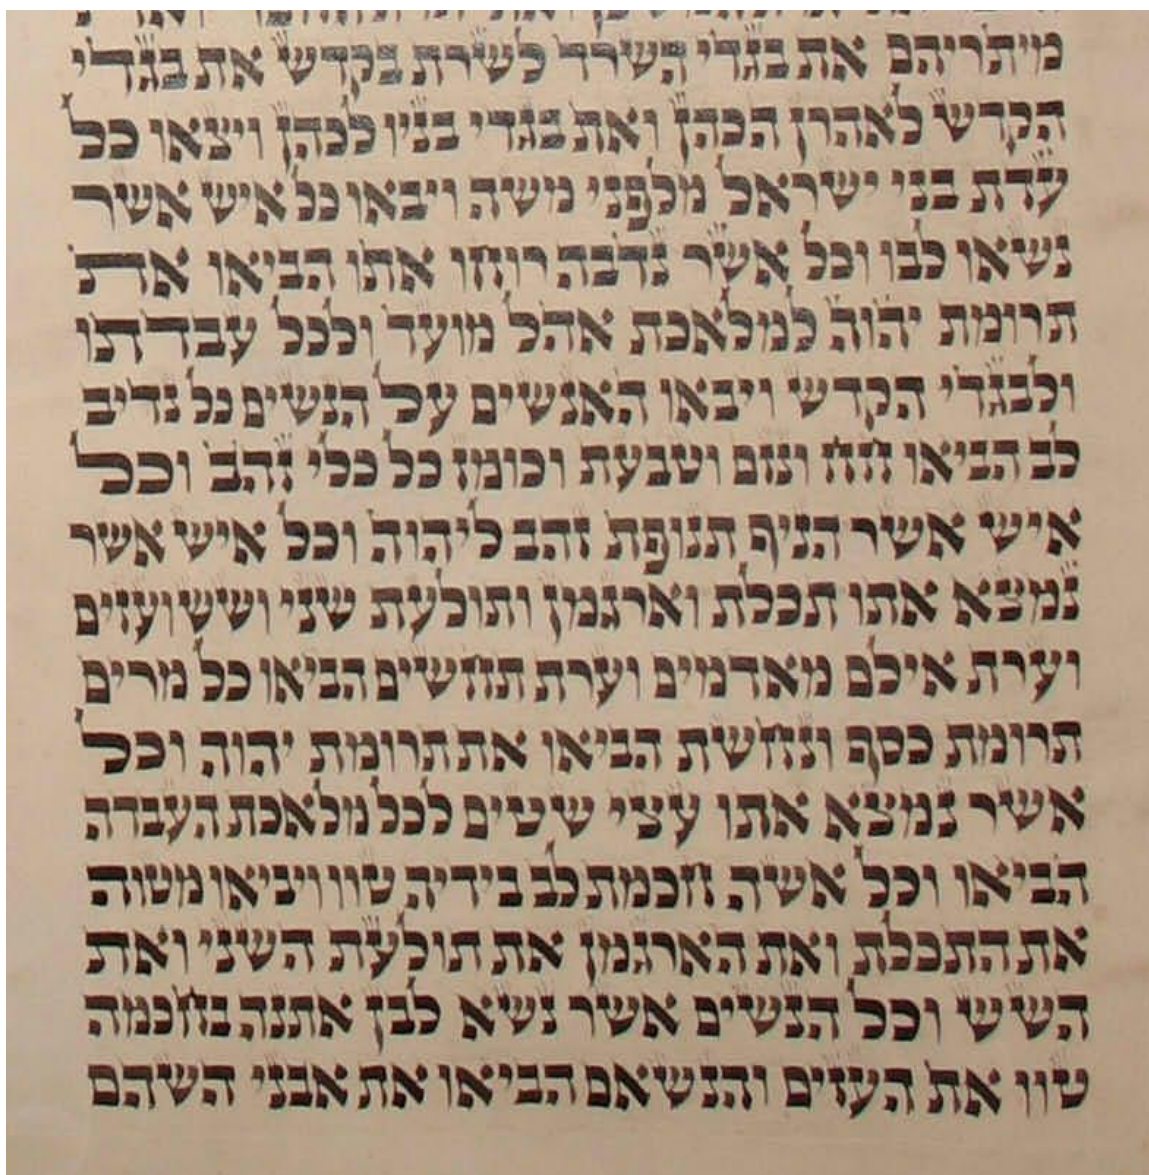 מיתריהם את בגדי השרד לשרת בקדש את בגדי
הקדש לאהרן הכהן ואת בגדי בניו לכהן ויצאו כל
עדת בני ישראל מלפני משה ויבאו כל איש אשר
נשאו לבו וכל אשר נדבה רוחו אתו הביאו את
תרומת יהוה למלאכת אהל מועד ולכל עבדתו
ולבגדי הקדש ויבאו האנשים על הנשים כל נדיב
לב הביאו חח ונזם וטבעת וכומז כל כלי זהב וכל
איש אשר הניף תנופת זהב ליהוה וכל איש אשר
נמצא אתו תכלת וארגמן ותולעת שני ושש ועזים
וערת אילם מאדמים וערת תחשים הביאו כל מרים
תרומת כסף ונחשת הביאו את תרומת יהוה וכל
אשר נמצא אתו עצי שטים לכל מלאכת העבדה
הביאו וכל אשה חכמת לב בידיה טוו ויביאו מטוה
את התכלת ואת הארגמן את תולעת השני ואת
השש וכל הנשים אשר נשא לבן אתנה בחכמה
טוו את העזים והנשאם הביאו את אבני השהם